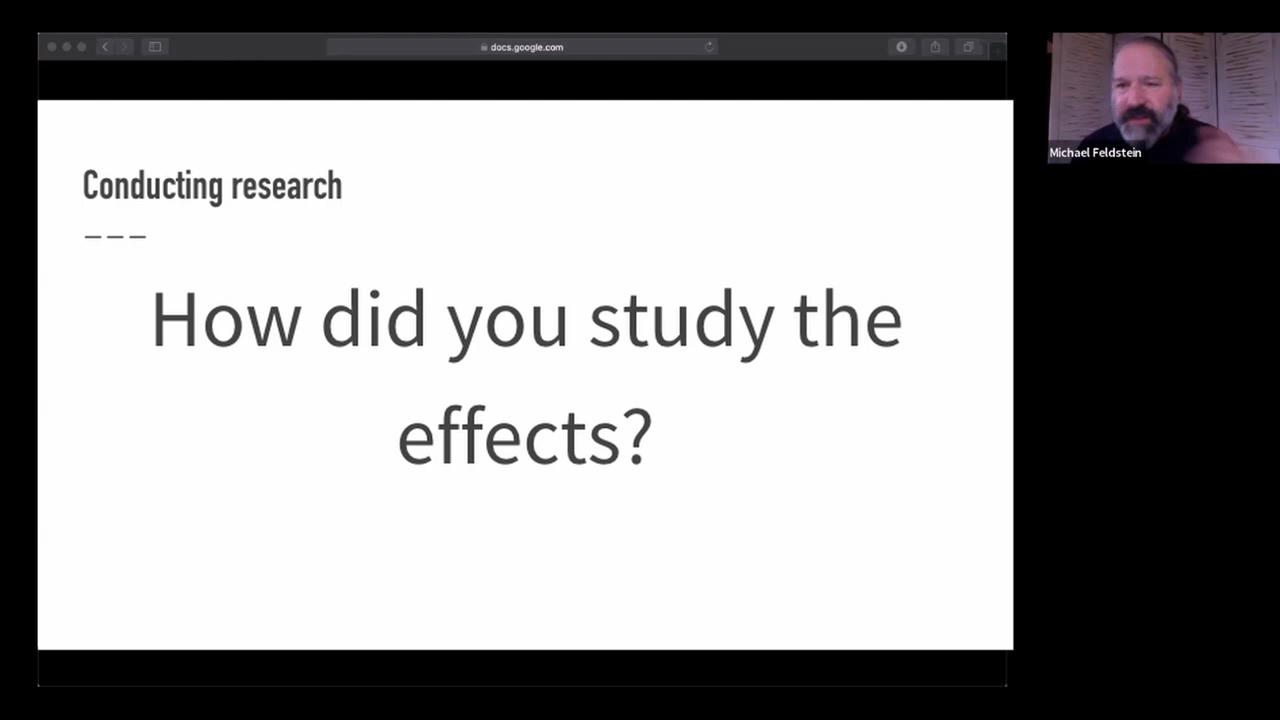 docs.google.com
Conducting research
How did you study the
effects?
Michael Feldstein